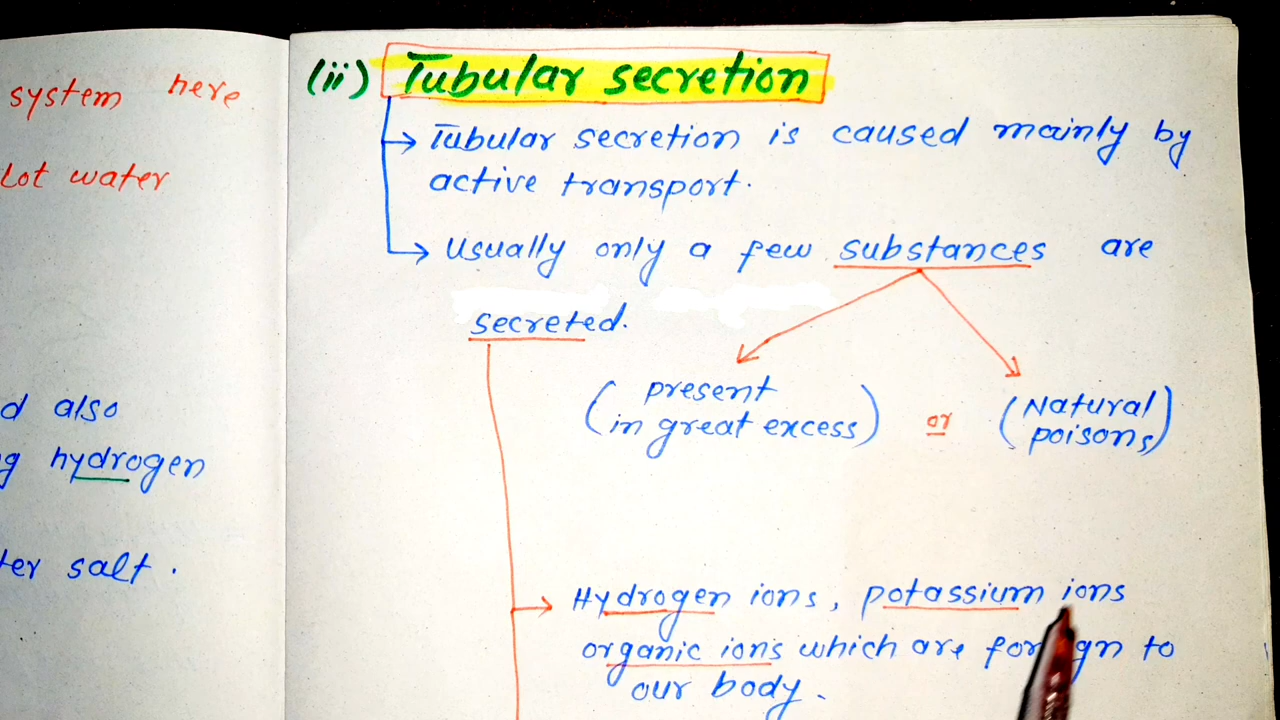 system here
Lot water
d also
g hydrogen
ter salt.
(ii) Tubular secretion
→ Tubular secretion is caused mainly by
active transport.
→ Usually only a few substances are
secreted.
(present
in great excess) or (Natural
poisons)
→ Hydrogen ions, potassium ions
organic ions which are to
our body.